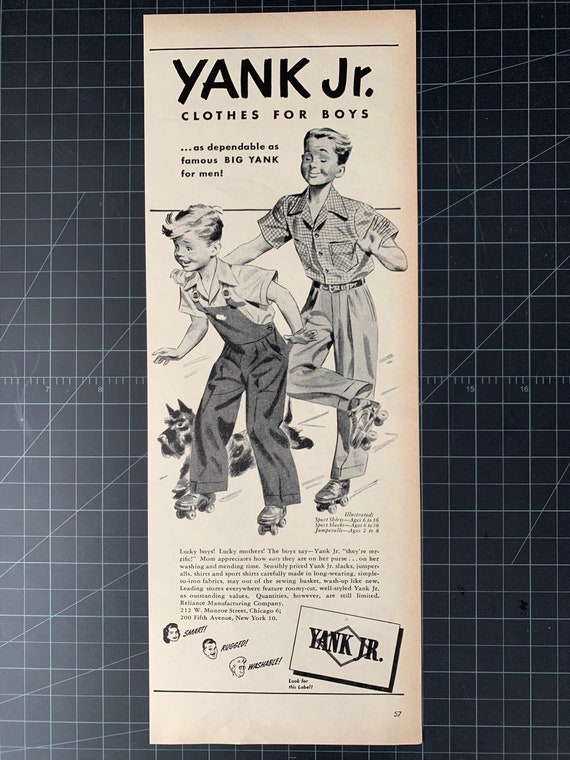 YANK Jr.
CLOTHES FOR BOYS
...as dependable as
famous BIG YANK
for men!
7 8 15 16
Illustrated:
Sport Shirts—Ages 6 to 16
Sport Slacks—Ages 6 to 18
Jumperalls—Ages 2 to 8
Lucky boys! Lucky mothers! The boys say—Yank Jr. "they're ter-
rific!" Mom appreciates how easy they are on her purse . . . on her
washing and mending time. Sensibly priced Yank Jr. slacks, jumper-
alls, shirts and sport shirts carefully made in long-wearing, simple-
to-iron fabrics, stay out of the sewing basket, wash-up like new,
Leading stores everywhere feature roomy-cut, well-styled Yank Jr.
as outstanding values. Quantities, however, are still limited.
Reliance Manufacturing Company.
212 W. Monroe Street, Chicago 6;
200 Fifth Avenue, New York 10.
SMART!
RUGGED!
WASHABLE!
YANK JR.
Look for
this Label!
57